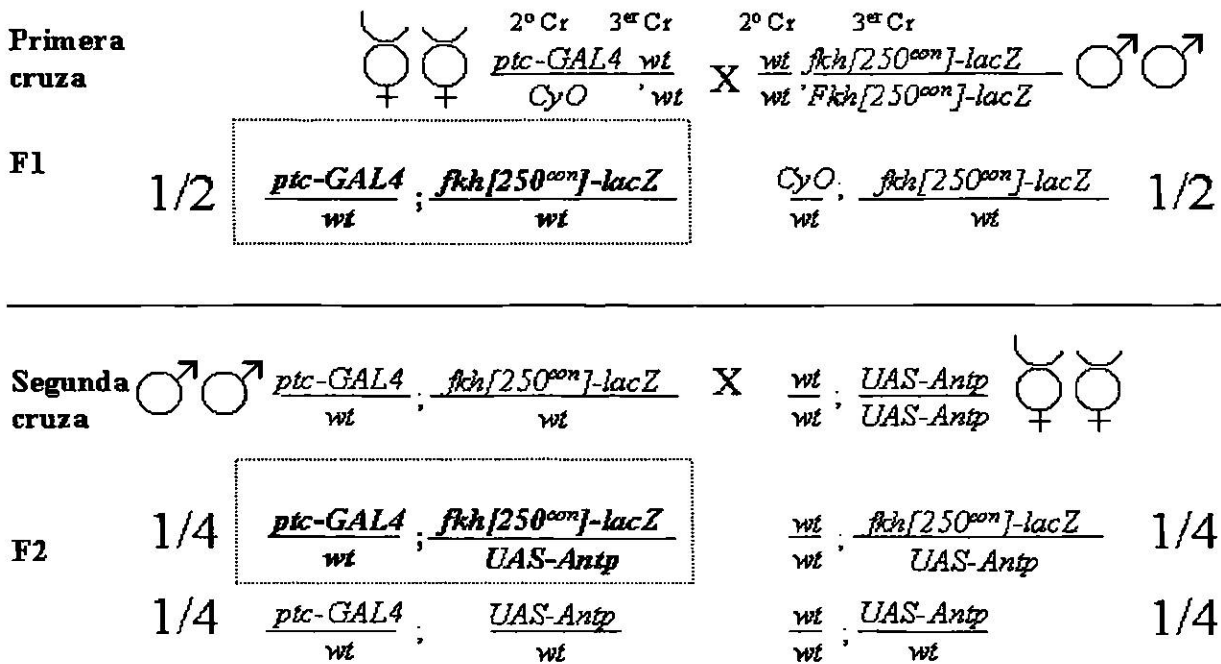 2º Cr 3er Cr 2º Cr 3er Cr
Primera cruza
ptc-GAL4 wt X wt fkh[250con]-lacZ
CyO , wt wt , Fkh[250con]-lacZ
F1
1/2 ptc-GAL4 ; fkh[250con]-lacZ CyO ; fkh[250con]-lacZ 1/2
wt wt wt wt
Segunda cruza
ptc-GAL4 ; fkh[250con]-lacZ X wt ; UAS-Antp
wt wt wt UAS-Antp
F2
1/4 ptc-GAL4 ; fkh[250con]-lacZ wt ; fkh[250con]-lacZ 1/4
wt UAS-Antp wt UAS-Antp
1/4 ptc-GAL4 ; UAS-Antp wt ; UAS-Antp 1/4
wt wt wt wt